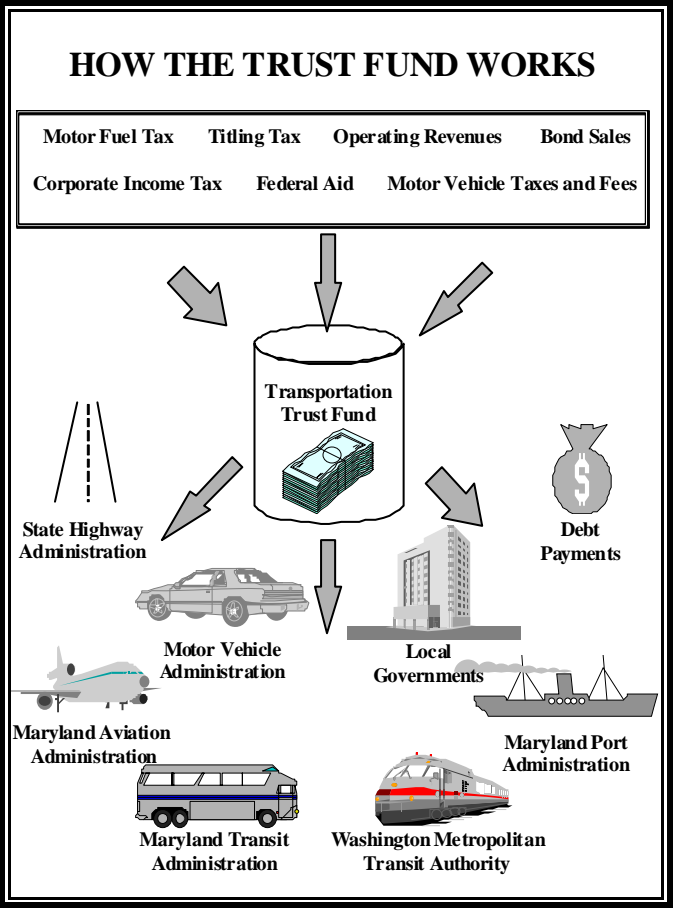 HOW THE TRUST FUND WORKS
Motor Fuel Tax Titling Tax Operating Revenues Bond Sales
Corporate Income Tax Federal Aid Motor Vehicle Taxes and Fees
Transportation
Trust Fund
$
State Highway
Administration
Debt
Payments
Motor Vehicle
Administration
Local
Governments
Maryland Aviation
Administration
Maryland Port
Administration
Maryland Transit
Administration
Washington Metropolitan
Transit Authority